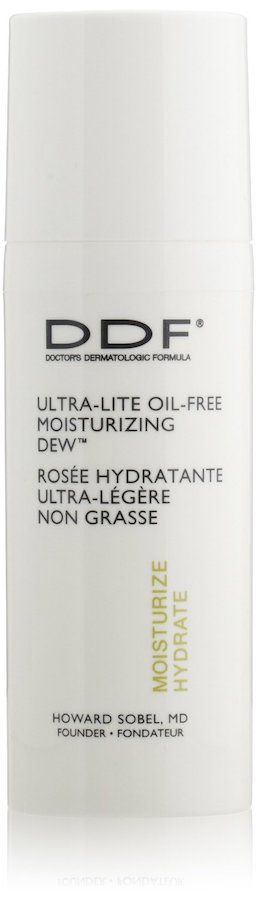 DDF®
DOCTOR'S DERMATOLOGIC FORMULA
ULTRA-LITE OIL-FREE
MOISTURIZING
DEW™
ROSÉE HYDRATANTE
ULTRA-LÉGÈRE
NON GRASSE
MOISTURIZE
HYDRATE
HOWARD SOBEL, MD
FOUNDER • FONDATEUR